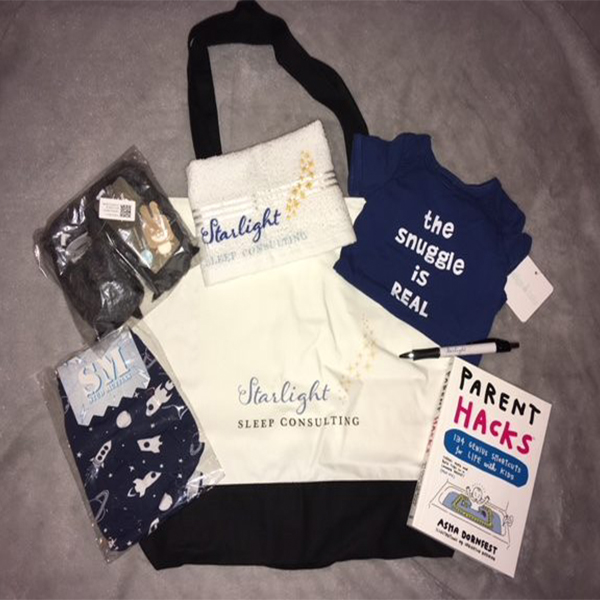 Starlight
SLEEP CONSULTING
the
snuggle
is
REAL
Starlight
SLEEP CONSULTING
SM
PARENT
HACKS
134 GENIUS SHORTCUTS
for LIFE with KIDS
ASHA DORNFEST